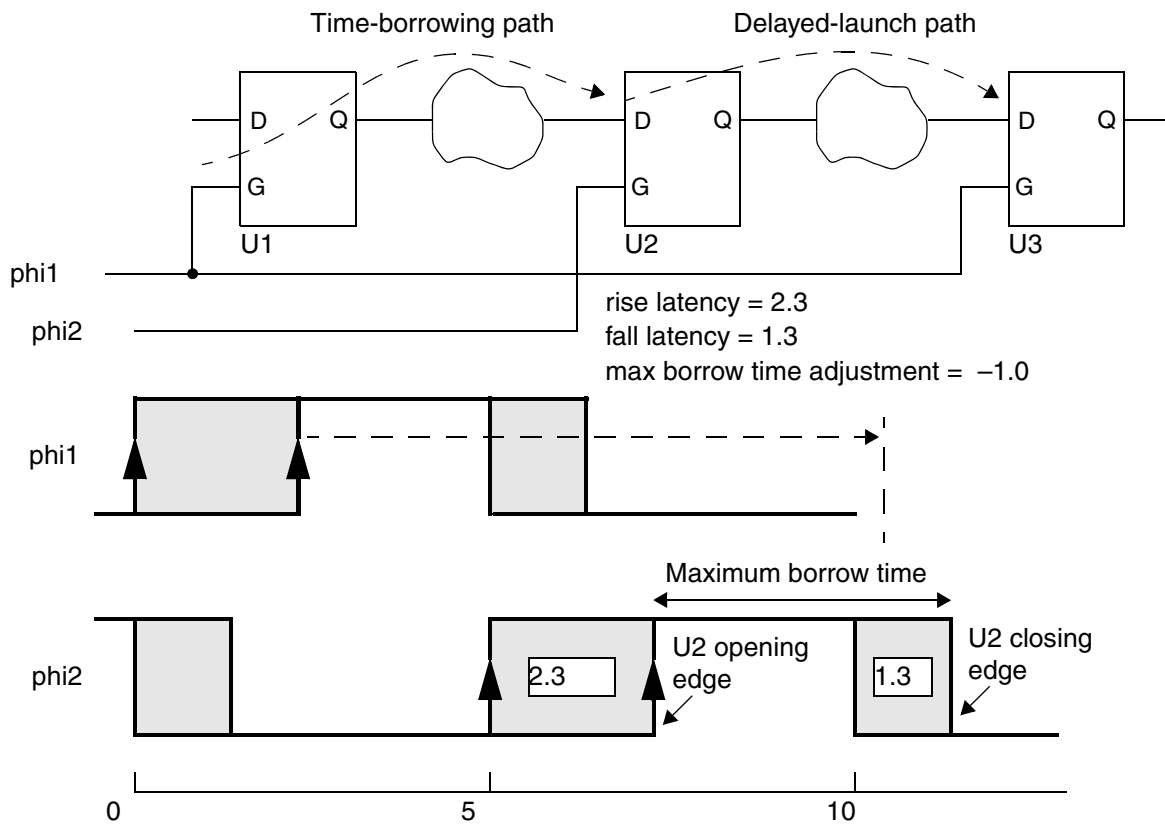 Time-borrowing path
Delayed-launch path
D
Q
D
Q
D
Q
G
G
G
U1
U2
U3
phi1
phi2
rise latency = 2.3
fall latency = 1.3
max borrow time adjustment = –1.0
phi1
Maximum borrow time
phi2
2.3
U2 opening
edge
1.3
U2 closing
edge
0
5
10